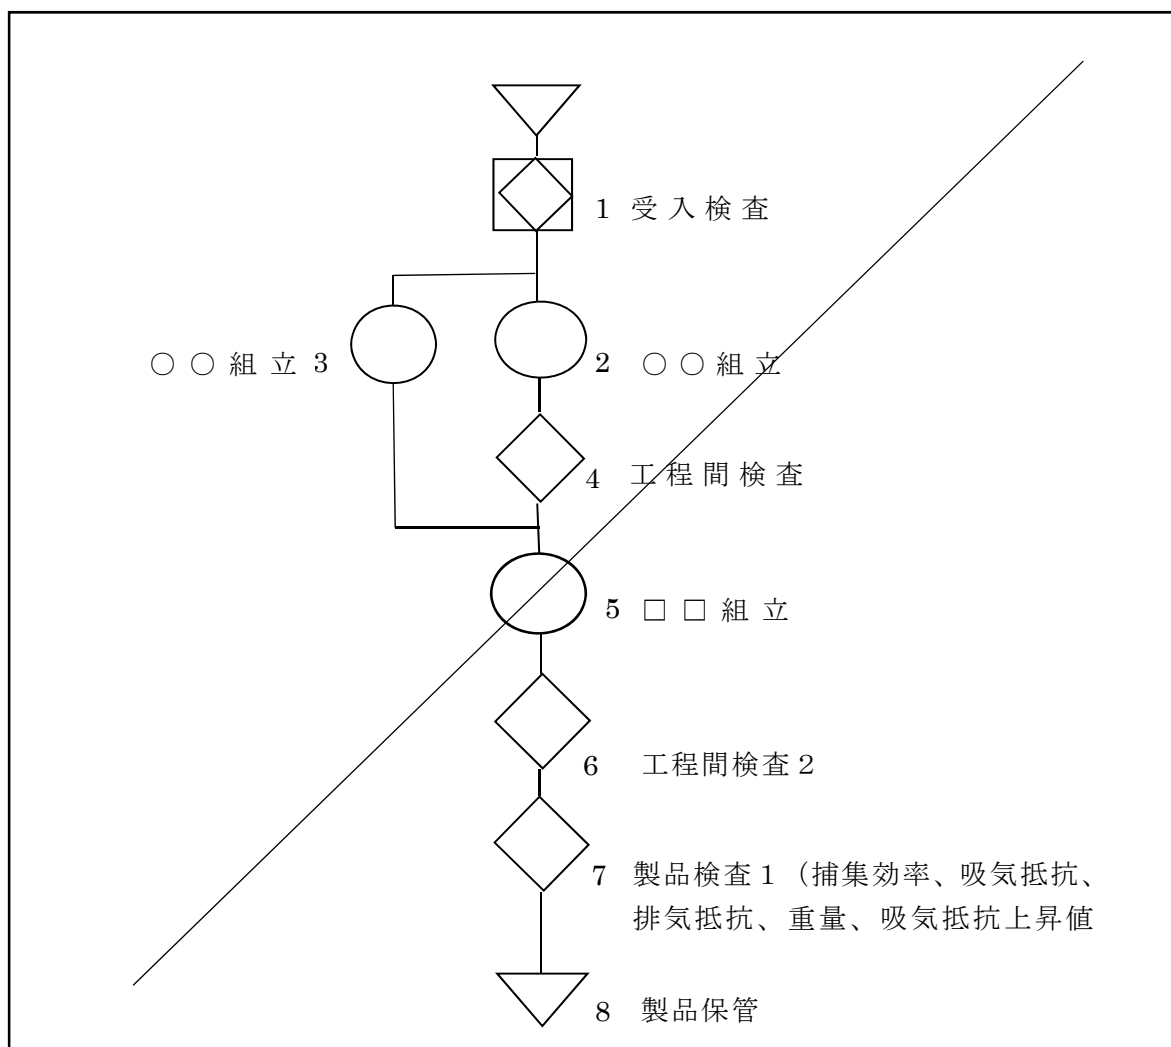 1 受入検査
○○組立 3
2 ○○組立
4 工程間検査
5 □□組立
6 工程間検査2
7 製品検査1（捕集効率、吸気抵抗、
排気抵抗、重量、吸気抵抗上昇値
8 製品保管